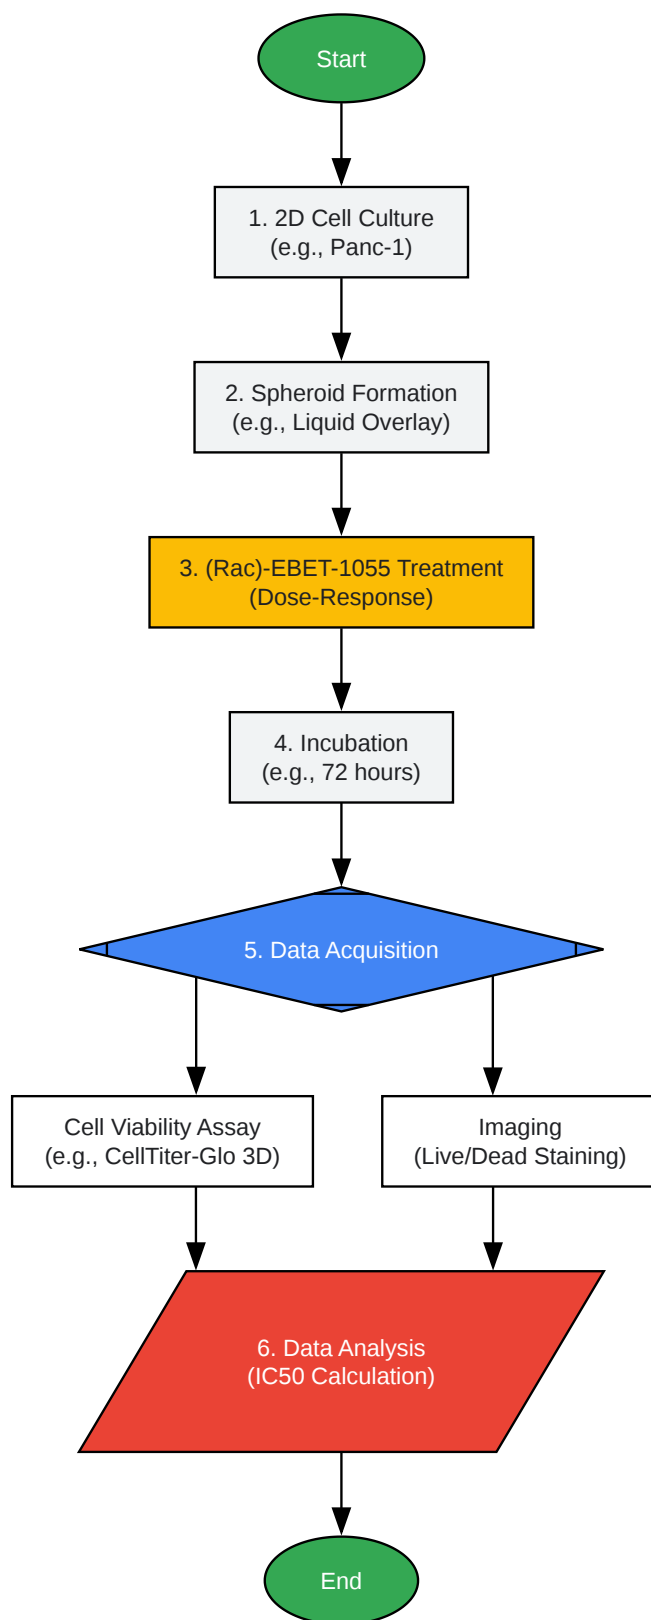 Start
1. 2D Cell Culture
(e.g., Panc-1)
2. Spheroid Formation
(e.g., Liquid Overlay)
3. (Rac)-EBET-1055 Treatment
(Dose-Response)
4. Incubation
(e.g., 72 hours)
5. Data Acquisition
Cell Viability Assay
(e.g., CellTiter-Glo 3D)
Imaging
(Live/Dead Staining)
6. Data Analysis
(IC50 Calculation)
End